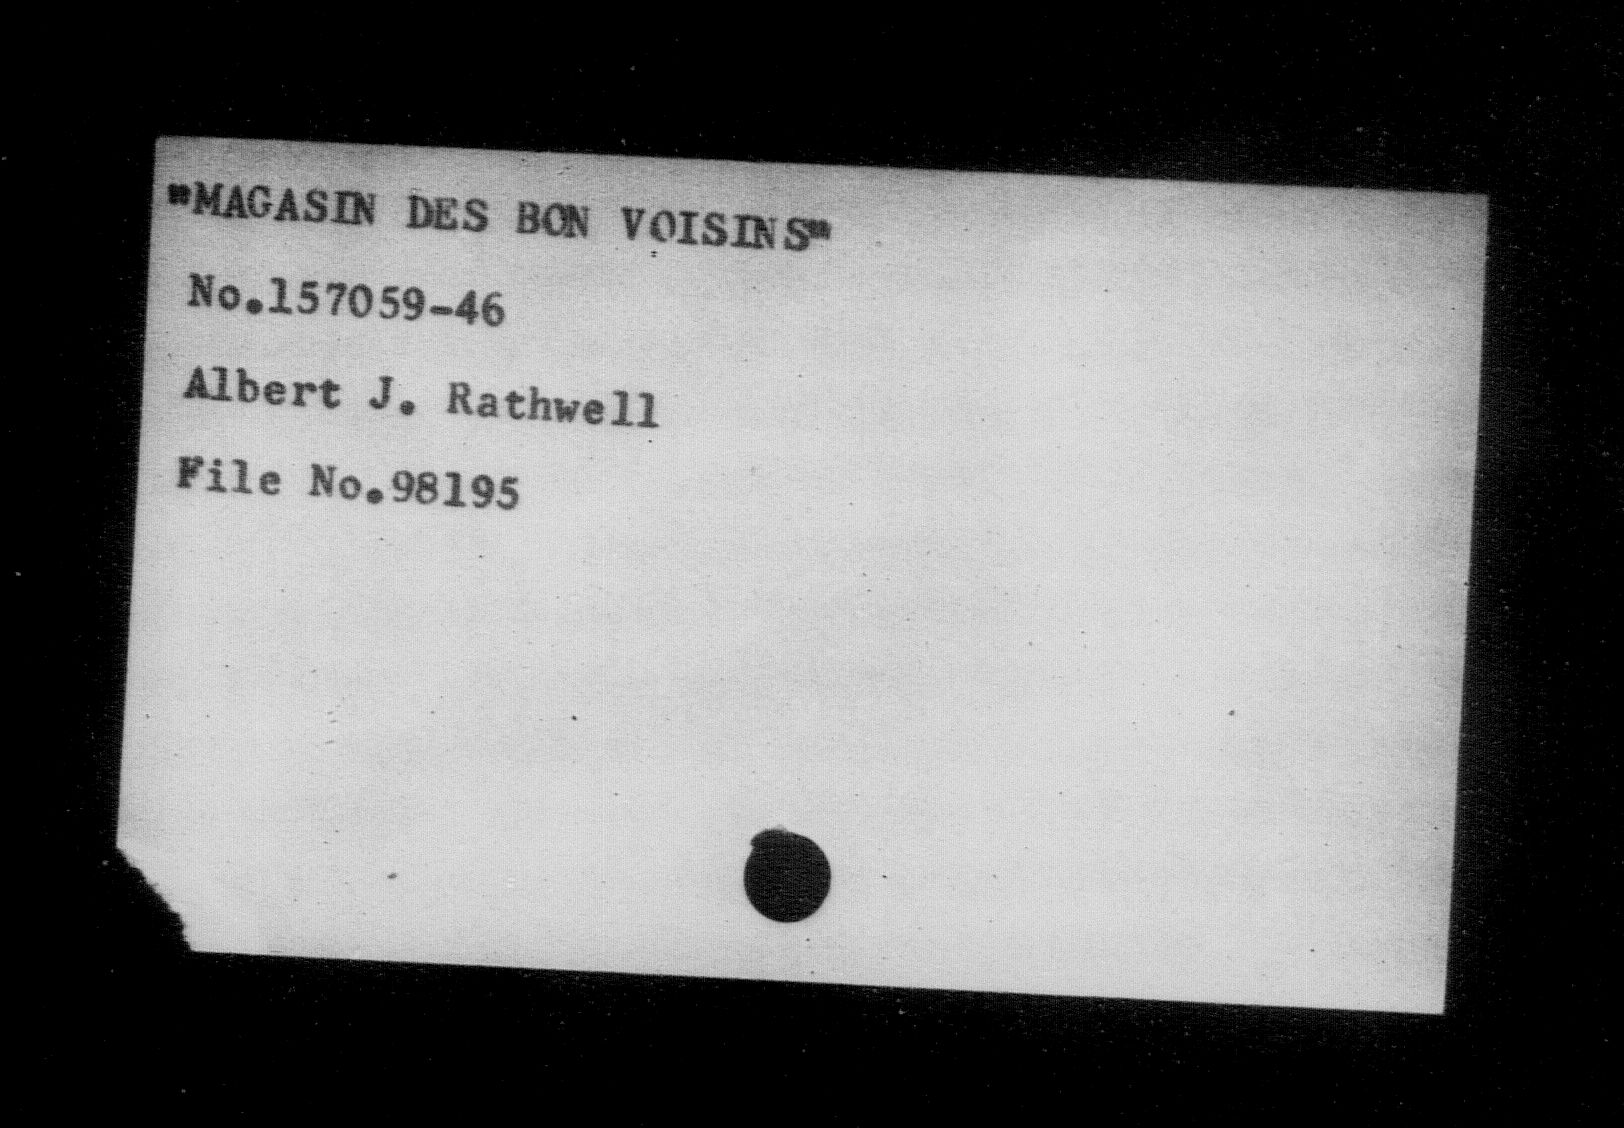 "MAGASIN DES BON VOISINS"
No.157059-46
Albert J. Rathwell
File No.98195